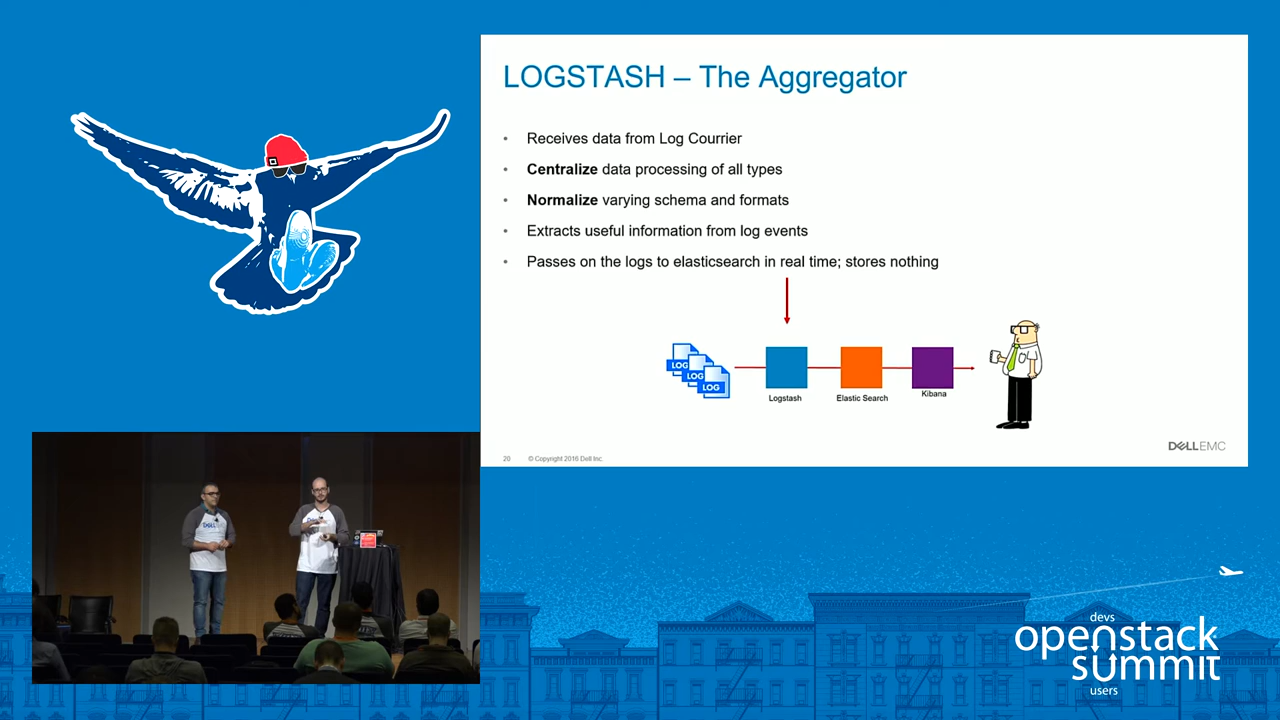 LOGSTASH – The Aggregator
• Receives data from Log Courrier
• Centralize data processing of all types
• Normalize varying schema and formats
• Extracts useful information from log events
• Passes on the logs to elasticsearch in real time; stores nothing
LOG
LOG
LOG
Logstash
Elastic Search
Kibana
20
© Copyright 2016 Dell Inc.
DELLEMC
DELL
devs
openstack
summit
users